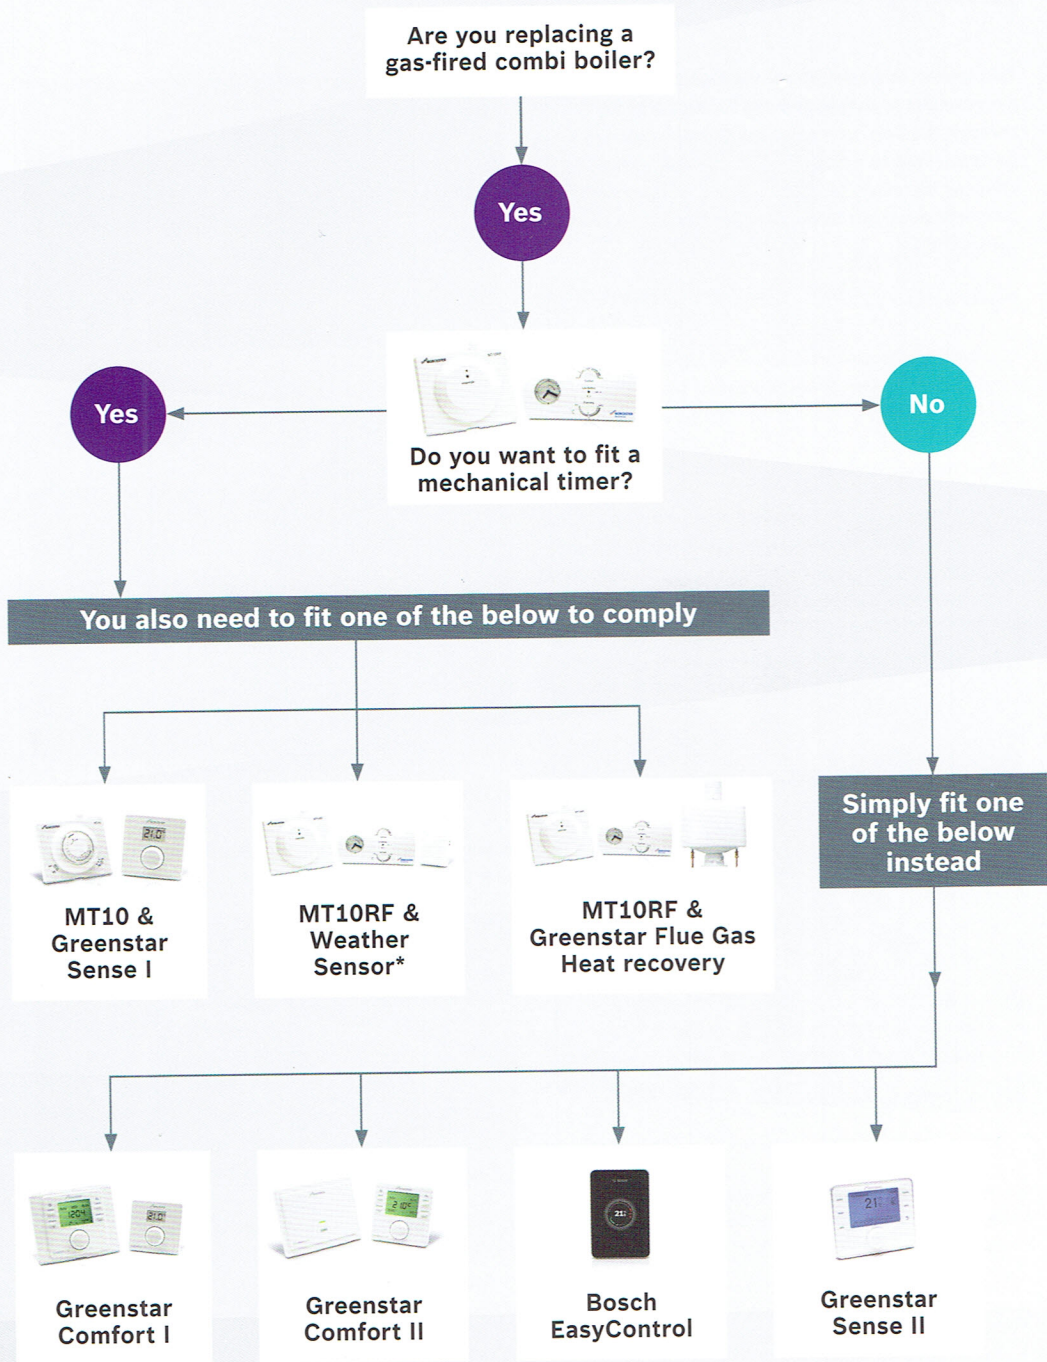 Are you replacing a
gas-fired combi boiler?
Yes
Yes
No
Do you want to fit a
mechanical timer?
You also need to fit one of the below to comply
Simply fit one
of the below
instead
MT10 &
Greenstar
Sense I
MT10RF &
Weather
Sensor*
MT10RF &
Greenstar Flue Gas
Heat recovery
Greenstar
Comfort I
Greenstar
Comfort II
Bosch
EasyControl
Greenstar
Sense II